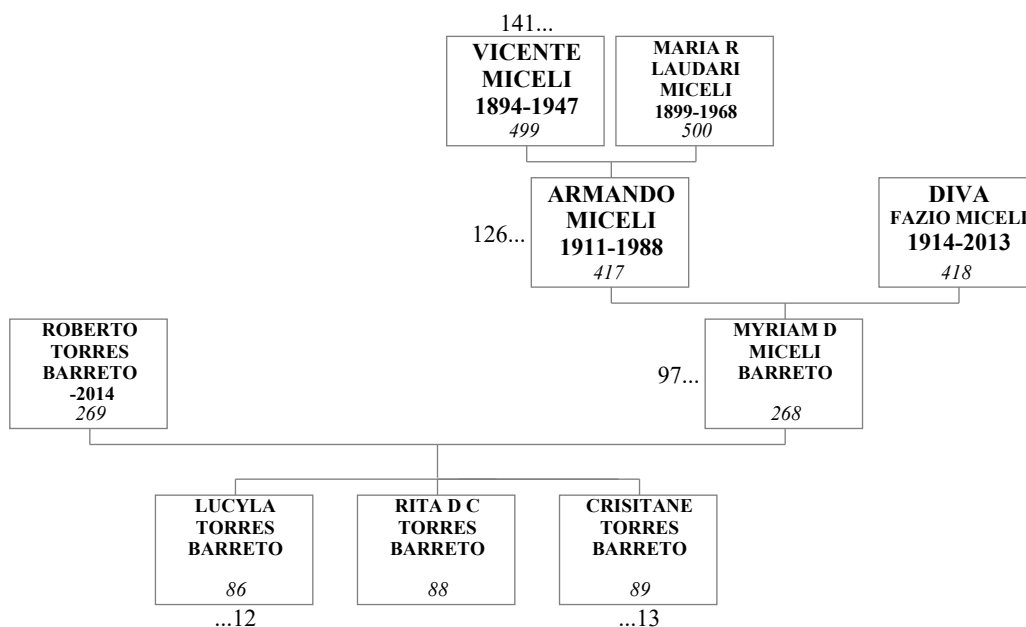 141...
VICENTE
MICELI
1894-1947
499
MARIA R
LAUDARI
MICELI
1899-1968
500
126...
ARMANDO
MICELI
1911-1988
417
DIVA
FAZIO MICELI
1914-2013
418
ROBERTO
TORRES
BARRETO
-2014
269
97...
MYRIAM D
MICELI
BARRETO
268
LUCYLA
TORRES
BARRETO
86
...12
RITA D C
TORRES
BARRETO
88
CRISITANE
TORRES
BARRETO
89
...13